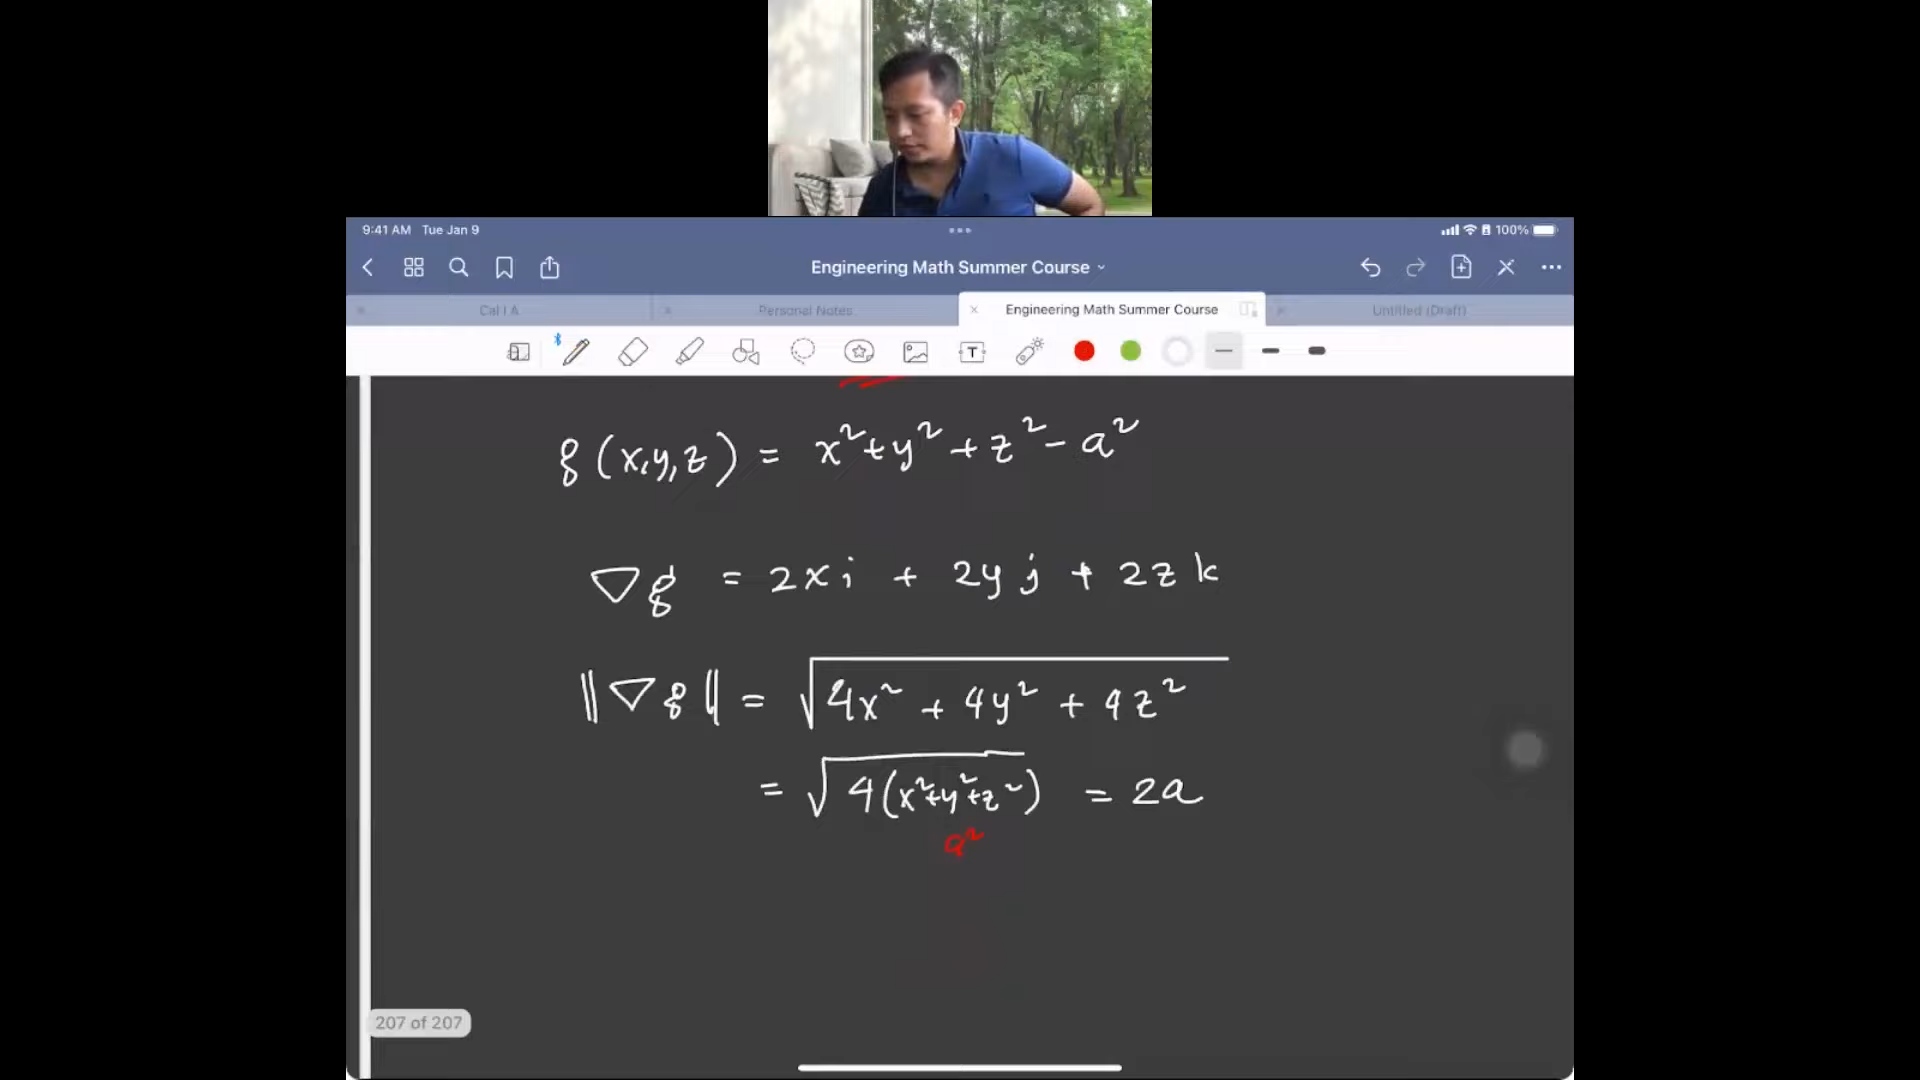 9:41 AM Tue Jan 9
100%
Engineering Math Summer Course
Cal I A
Personal Notes
Engineering Math Summer Course
Untitled (Draft)
T
g(x,y,z) = x²+y²+z²-a²
∇g = 2xi + 2yj + 2zk
‖∇g‖ = √4x² + 4y² + 4z²
= √4(x²+y²+z²) = 2a
a²
207 of 207